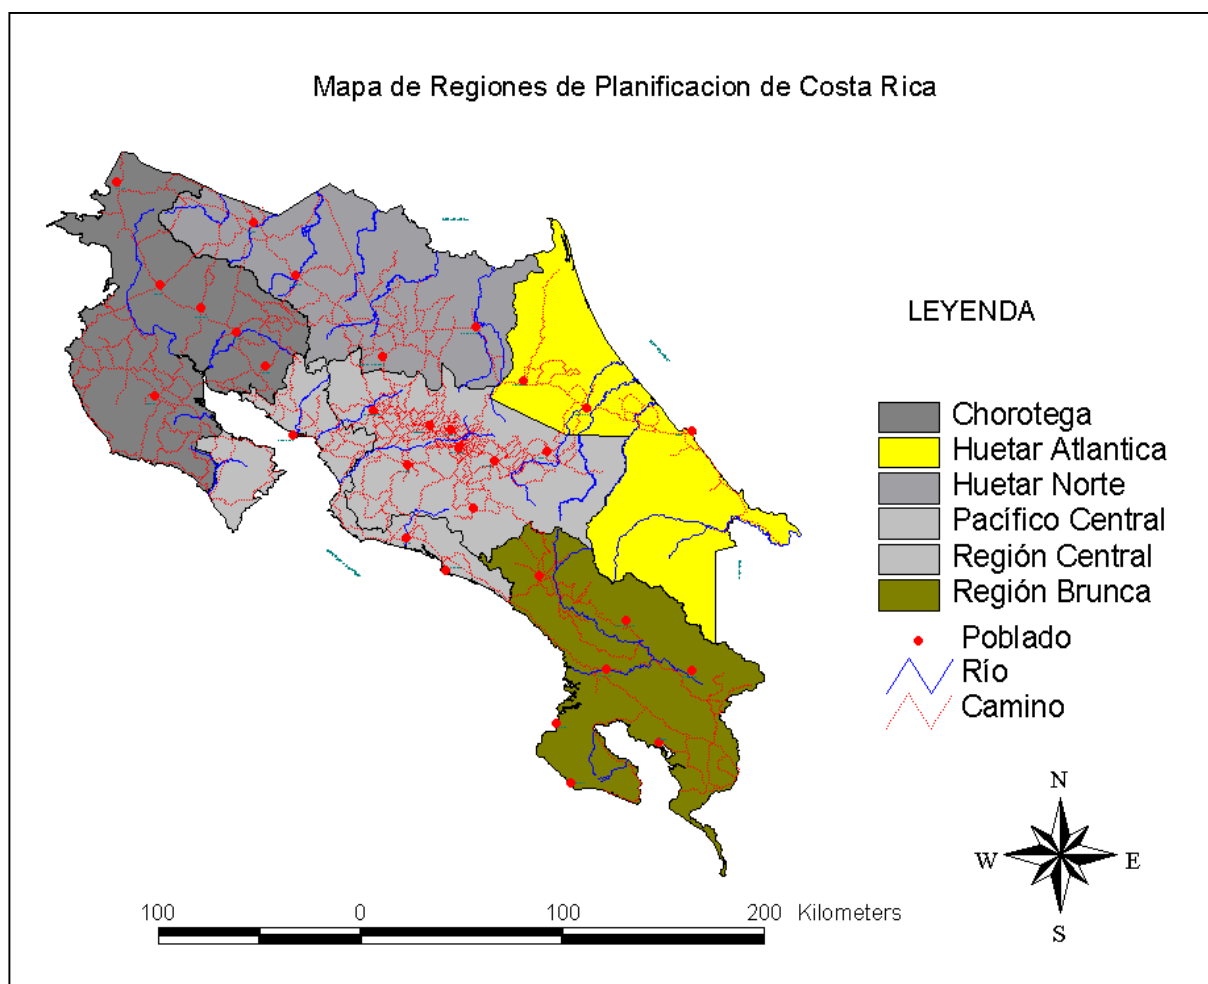 Mapa de Regiones de Planificacion de Costa Rica
LEYENDA
Chorotega
Huetar Atlantica
Huetar Norte
Pacífico Central
Región Central
Región Brunca
Poblado
Río
Camino
N
W E
S
100 0 100 200 Kilometers